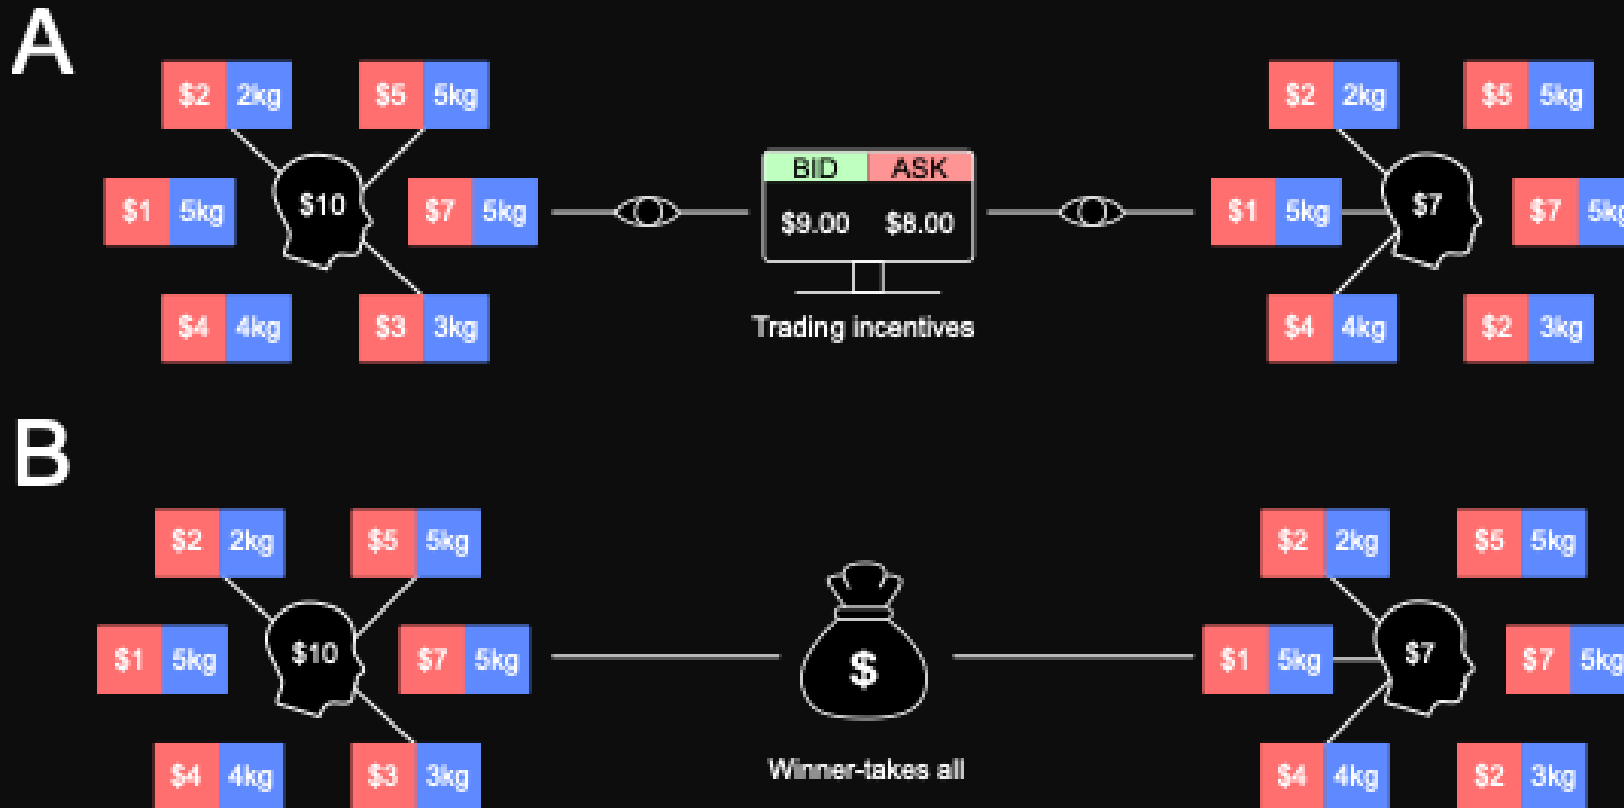 A
$2 2kg $5 5kg $2 2kg $5 5kg
BID ASK
$1 5kg $10 $7 5kg $9.00 $8.00 $1 5kg $7 $7 5kg
$4 4kg $3 3kg Trading incentives $4 4kg $2 3kg
B
$2 2kg $5 5kg $2 2kg $5 5kg
$1 5kg $10 $7 5kg $ $1 5kg $7 $7 5kg
$4 4kg $3 3kg Winner-takes all $4 4kg $2 3kg